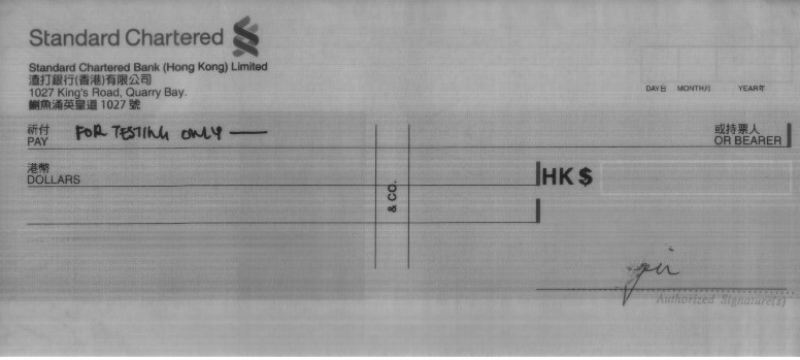 Standard Chartered
Standard Chartered Bank (Hong Kong) Limited
渣打銀行(香港)有限公司
1027 King's Road, Quarry Bay.
鰂魚涌英皇道 1027 號
DAY日 MONTH月 YEAR年
祈付
PAY
FOR TESTING ONLY
或持票人
OR BEARER
港幣
DOLLARS
& CO.
HK $
Authorized Signature(s)